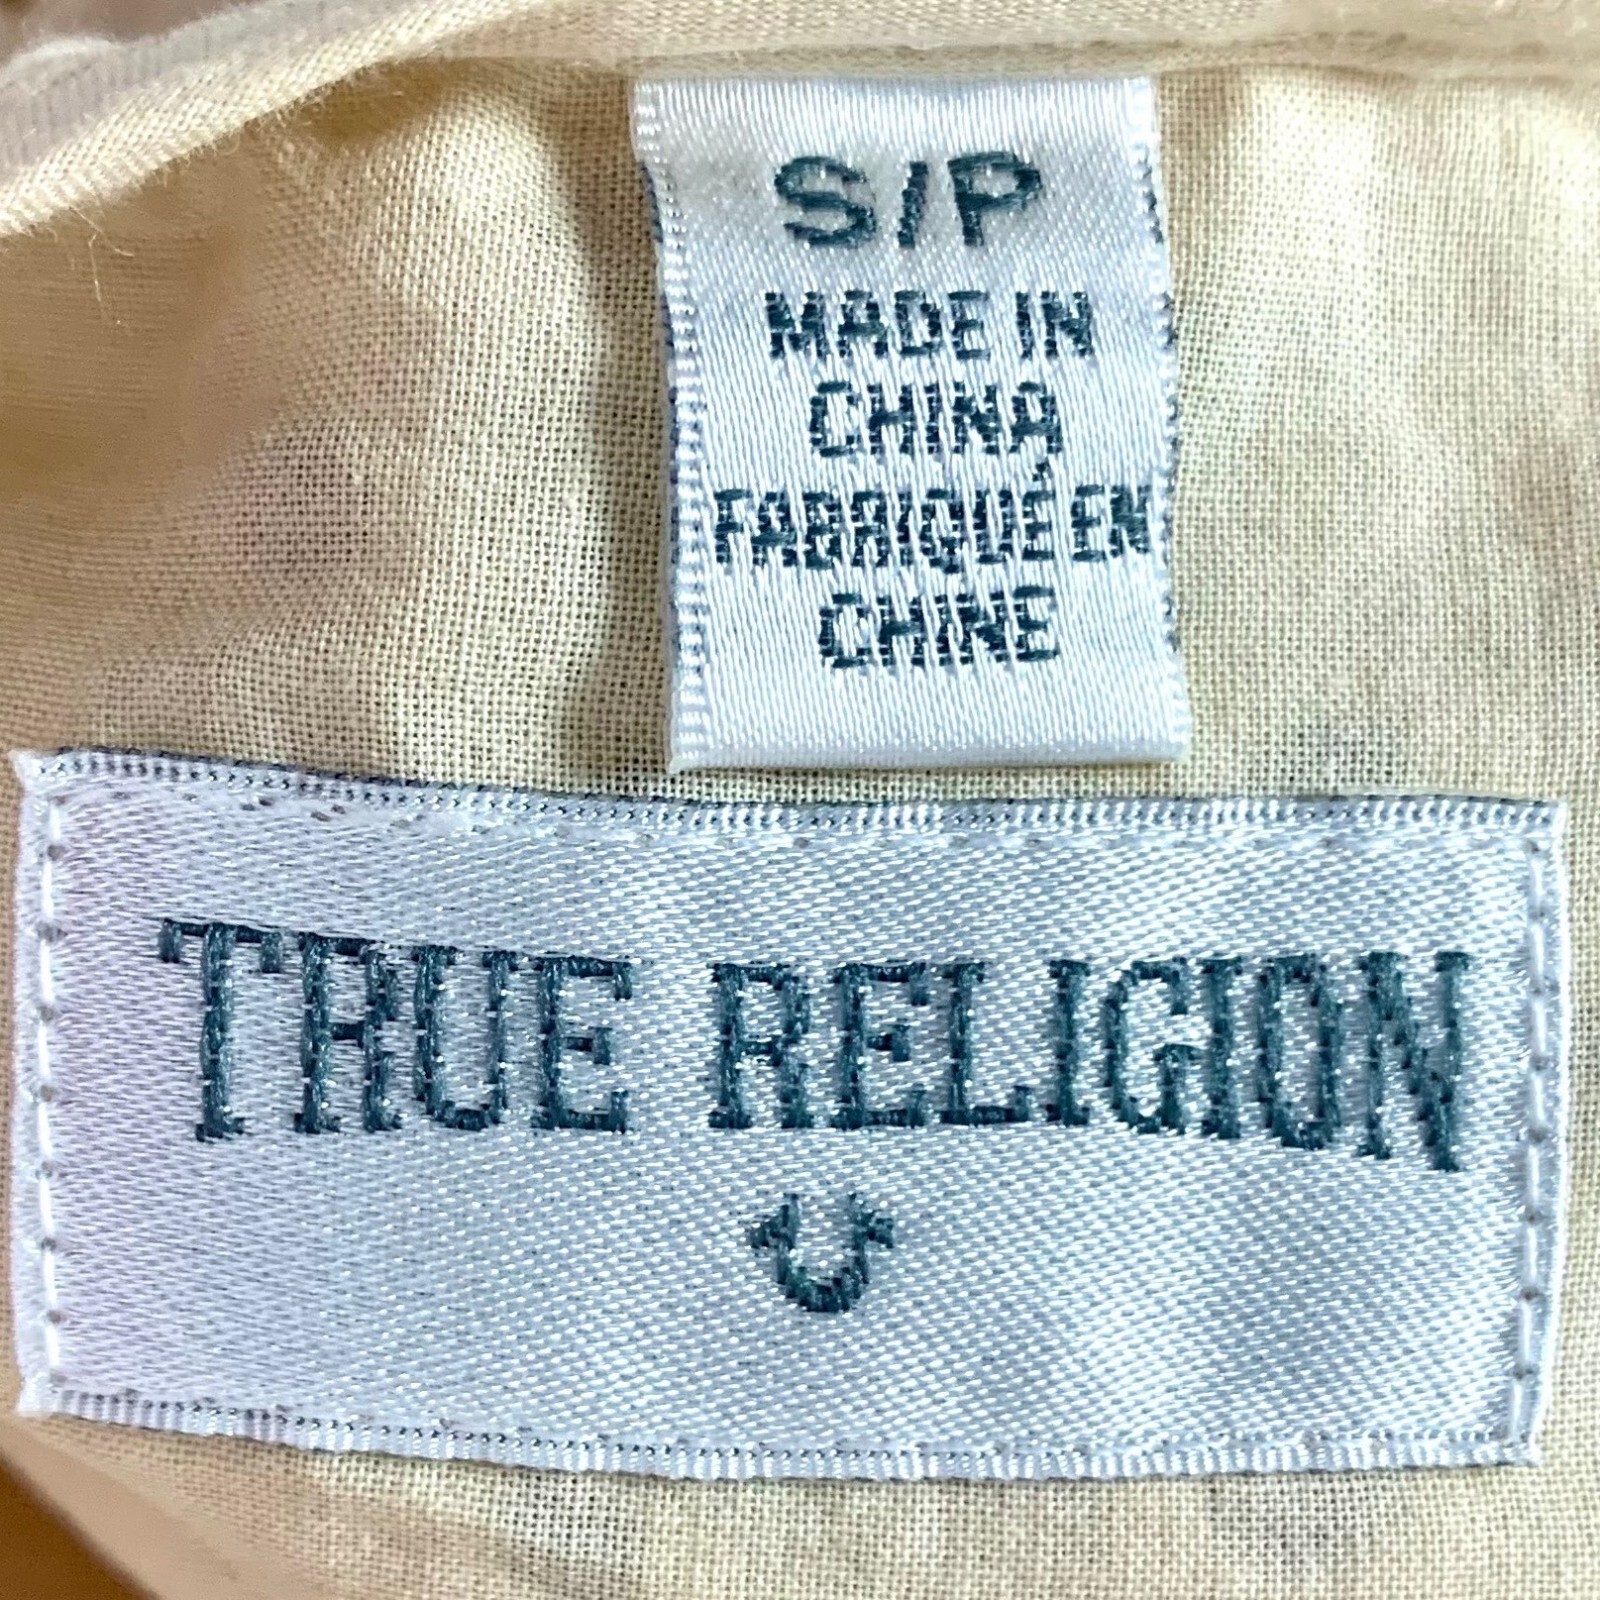 S/P
MADE IN
CHINA
FABRIQUÉ EN
CHINE
TRUE RELIGION